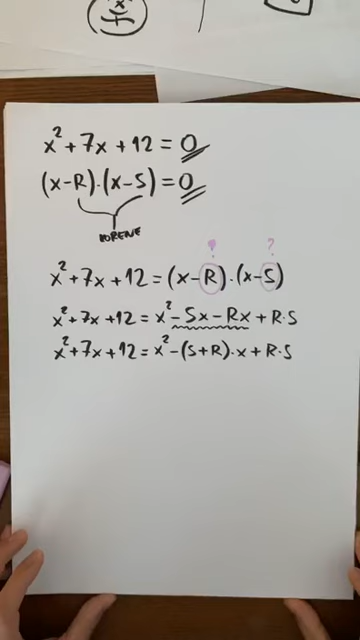 x² + 7x + 12 = 0
(x - R) · (x - S) = 0
KORENE
! ?
x² + 7x + 12 = (x - R) · (x - S)
x² + 7x + 12 = x² - Sx - Rx + R·S
x² + 7x + 12 = x² - (S + R) · x + R·S